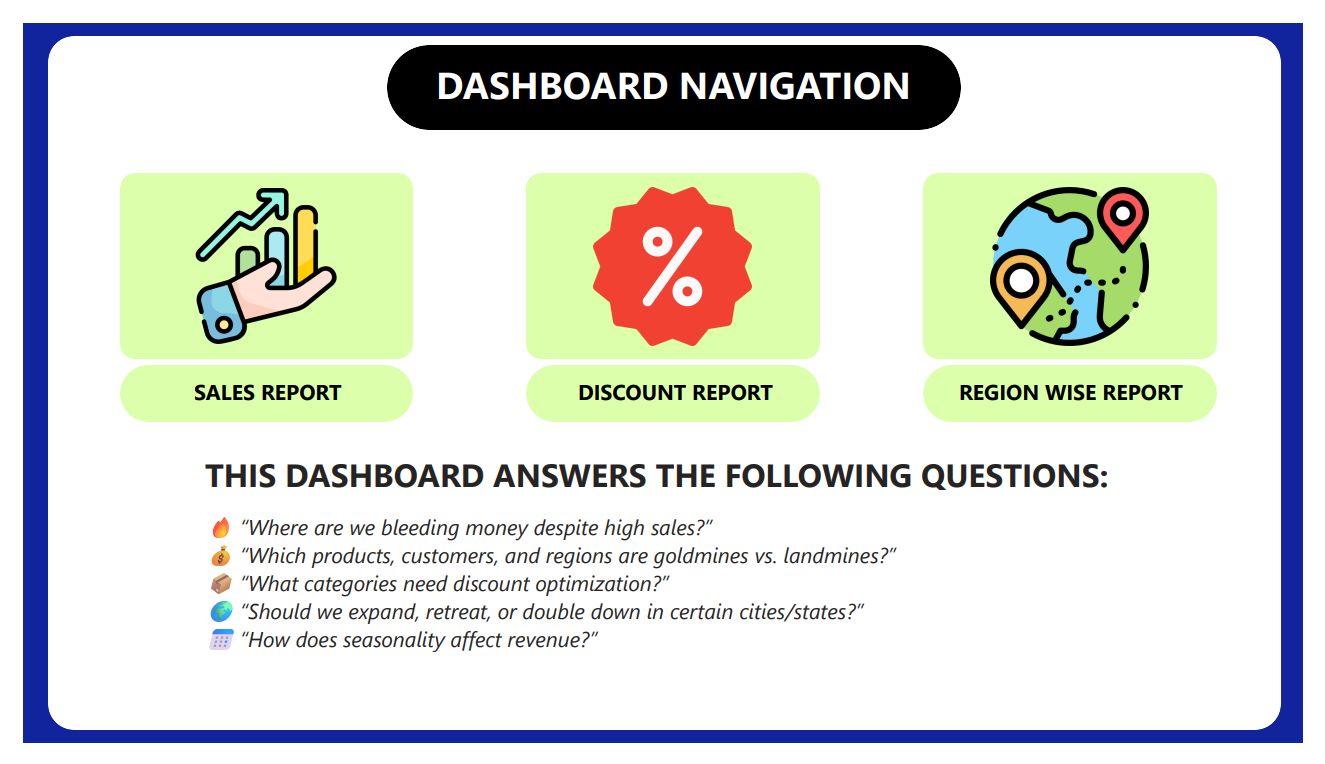 DASHBOARD NAVIGATION
%
SALES REPORT
DISCOUNT REPORT
REGION WISE REPORT
THIS DASHBOARD ANSWERS THE FOLLOWING QUESTIONS:
🔥 “Where are we bleeding money despite high sales?”
💰 “Which products, customers, and regions are goldmines vs. landmines?”
📦 “What categories need discount optimization?”
🌍 “Should we expand, retreat, or double down in certain cities/states?”
📅 “How does seasonality affect revenue?”